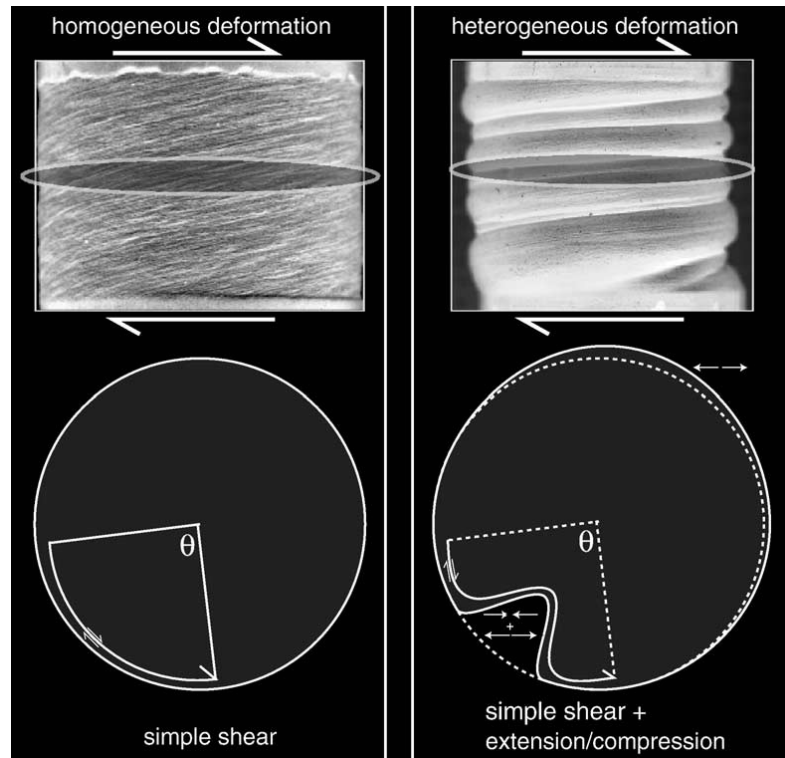 homogeneous deformation
heterogeneous deformation
θ
θ
+
simple shear
simple shear +
extension/compression